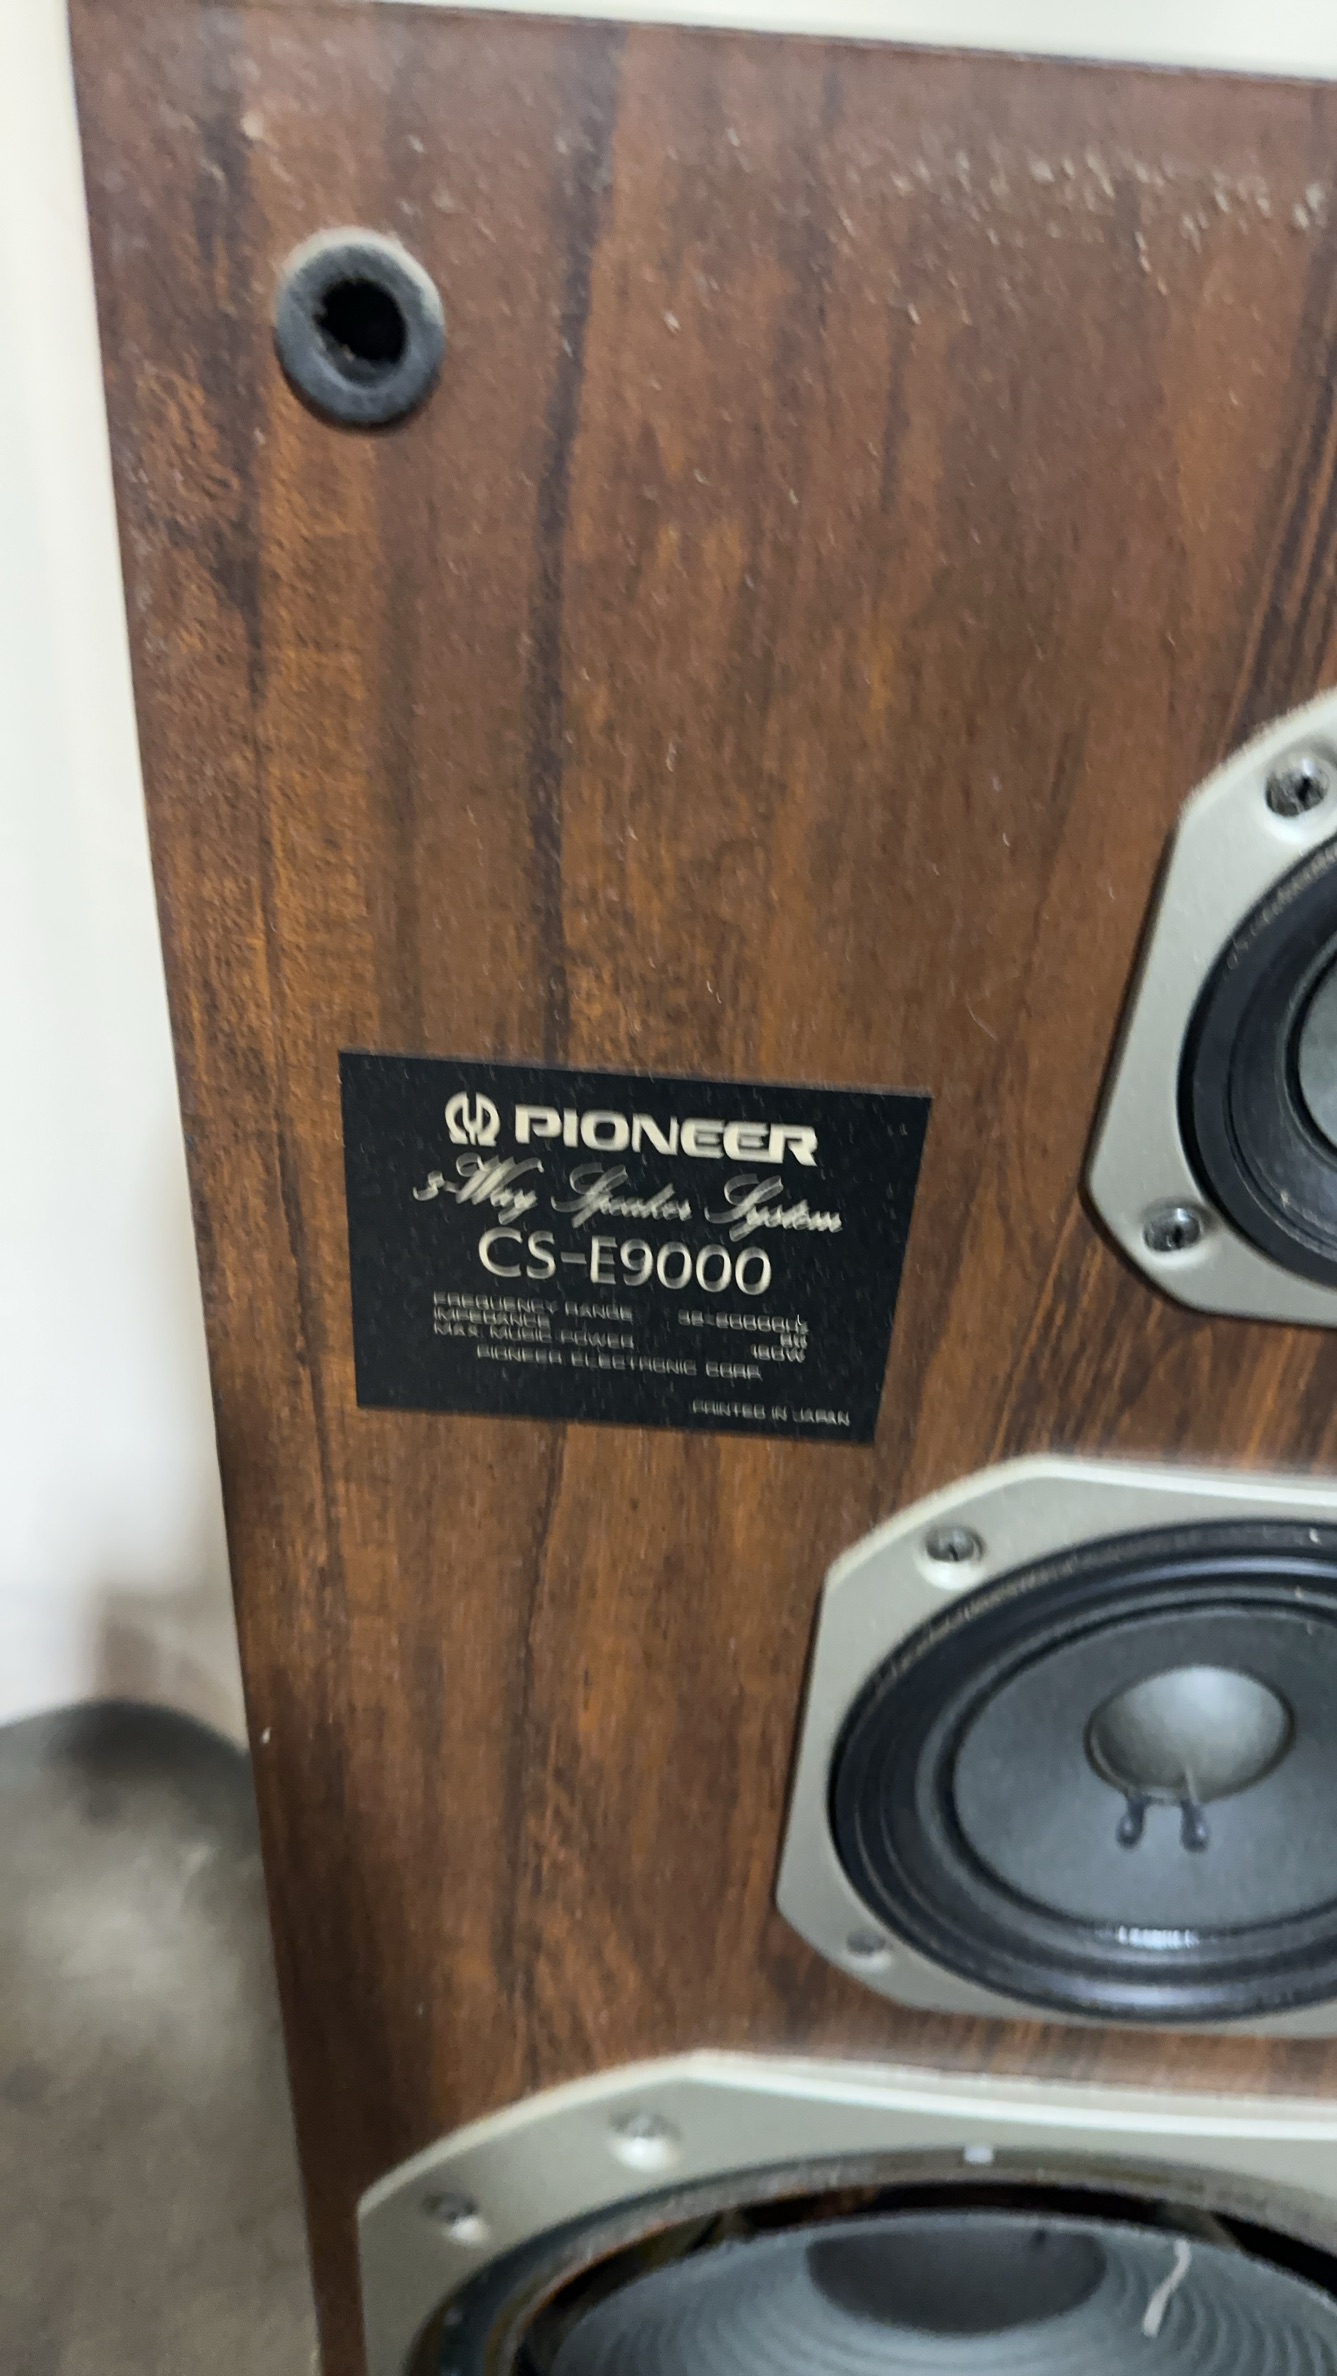 PIONEER
3-Way Speaker System
CS-E9000
FREQUENCY RANGE
IMPEDANCE 8Ω
MAX. MUSIC POWER
PIONEER ELECTRONIC CORP.
PRINTED IN JAPAN